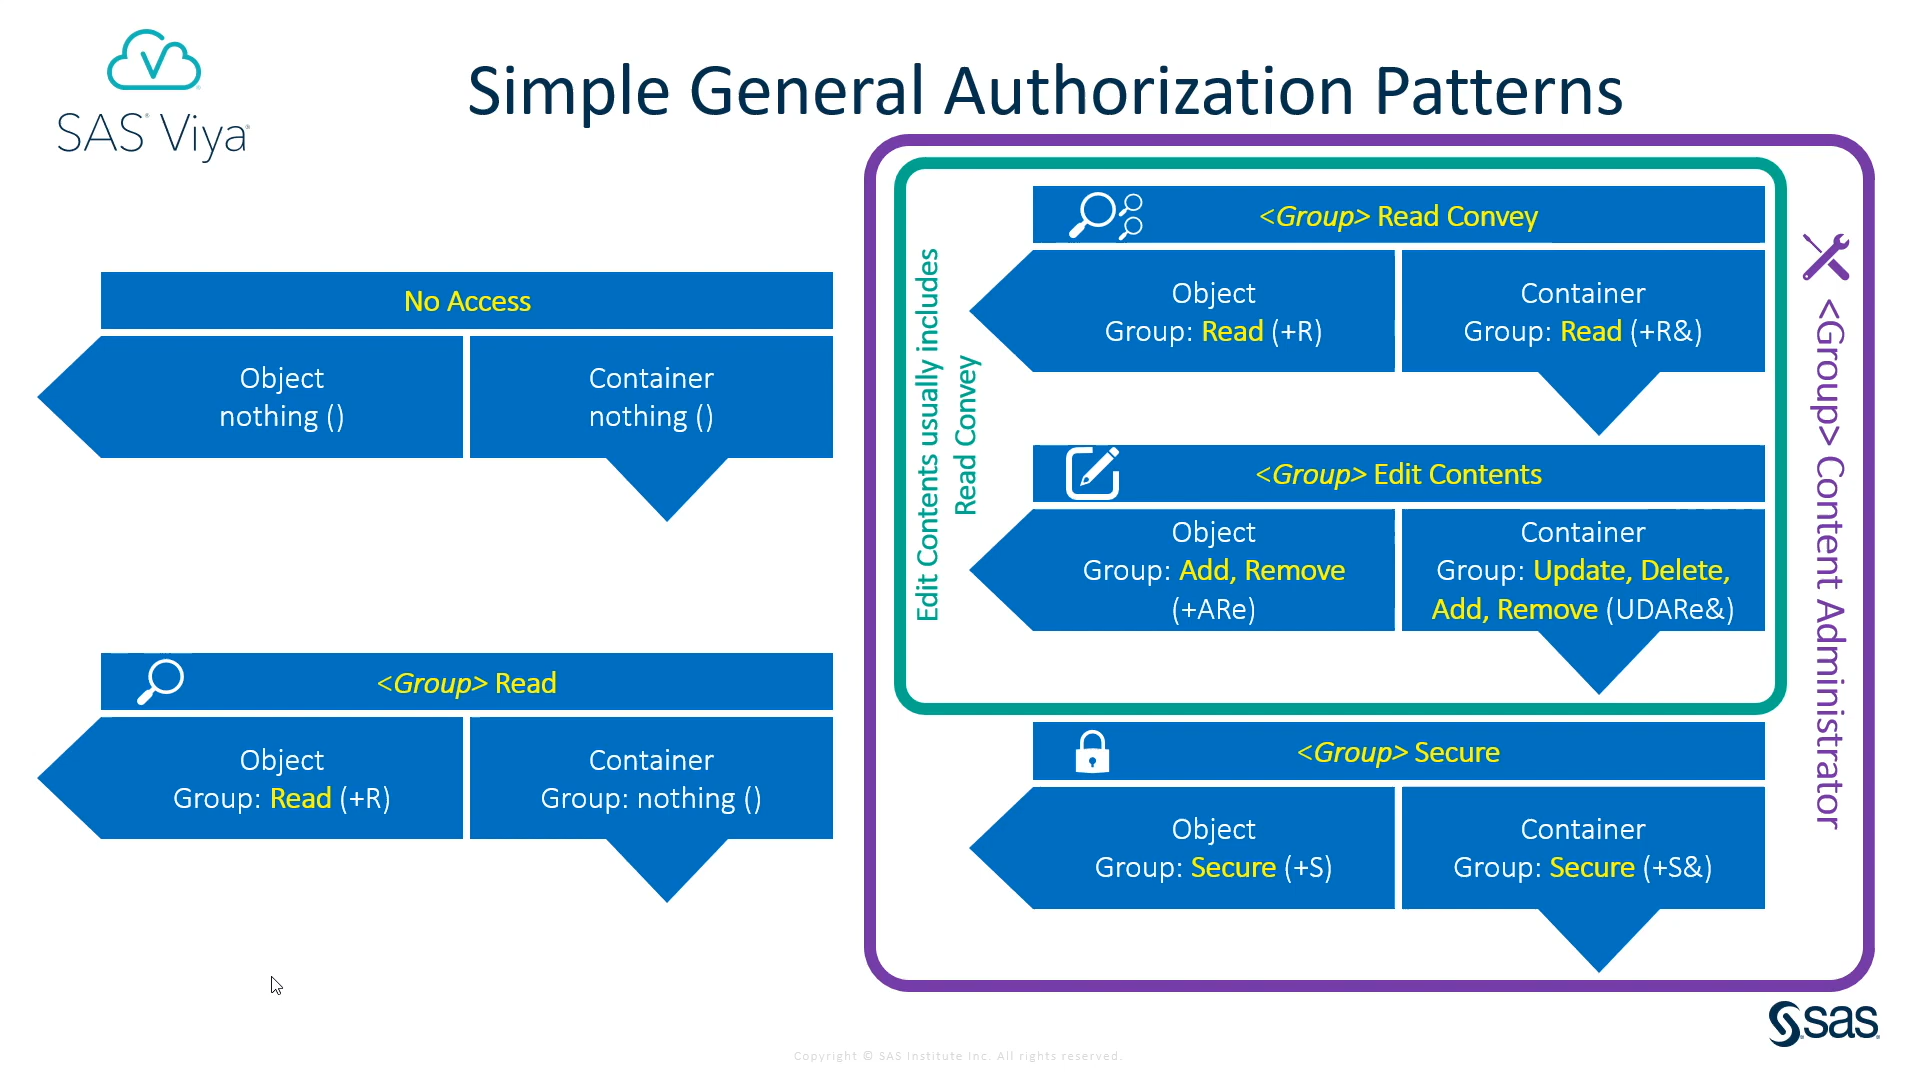 SAS® Viya®
Simple General Authorization Patterns
No Access
Object
nothing ()
Container
nothing ()
<Group> Read
Object
Group: Read (+R)
Container
Group: nothing ()
Edit Contents usually includes
Read Convey
<Group> Read Convey
Object
Group: Read (+R)
Container
Group: Read (+R&)
<Group> Edit Contents
Object
Group: Add, Remove
(+ARe)
Container
Group: Update, Delete,
Add, Remove (UDARe&)
<Group> Secure
Object
Group: Secure (+S)
Container
Group: Secure (+S&)
<Group> Content Administrator
sas
Copyright © SAS Institute Inc. All rights reserved.